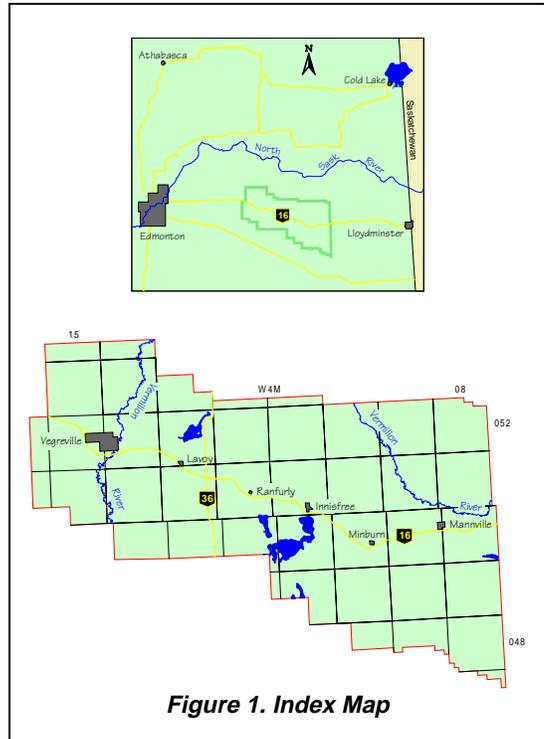 N
Athabasca
Cold Lake
Saskatchewan
North
Sask
River
16
Edmonton
Lloydminster
15
W4M
08
Vermilion
Vermilion
052
Vegreville
Lavoy
36
Ranfurly
River
Innisfree
River
Minburn
16
Mannville
048
Figure 1. Index Map